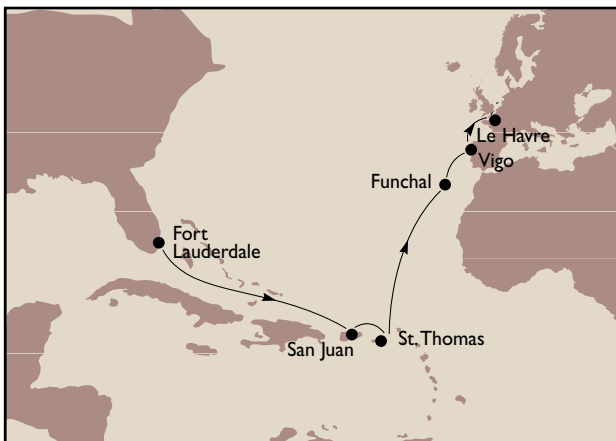 Le Havre
Vigo
Funchal
Fort
Lauderdale
San Juan
St. Thomas